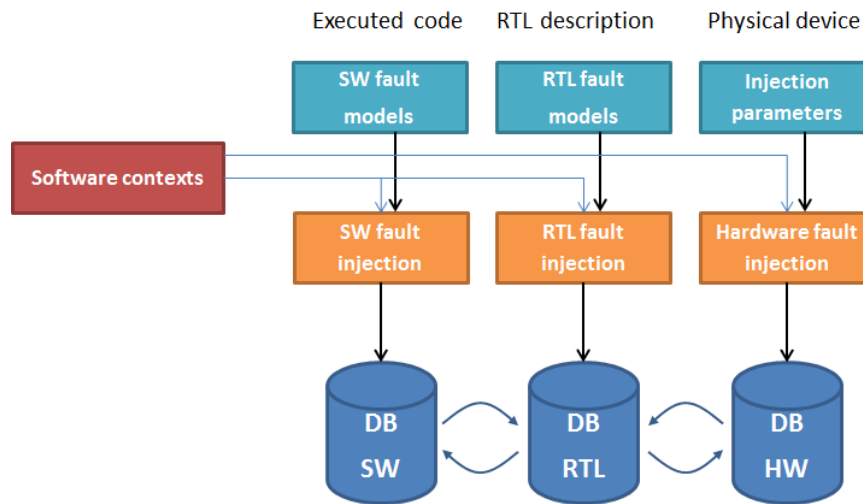 Executed code
RTL description
Physical device
SW fault
models
RTL fault
models
Injection
parameters
Software contexts
SW fault
injection
RTL fault
injection
Hardware fault
injection
DB
SW
DB
RTL
DB
HW